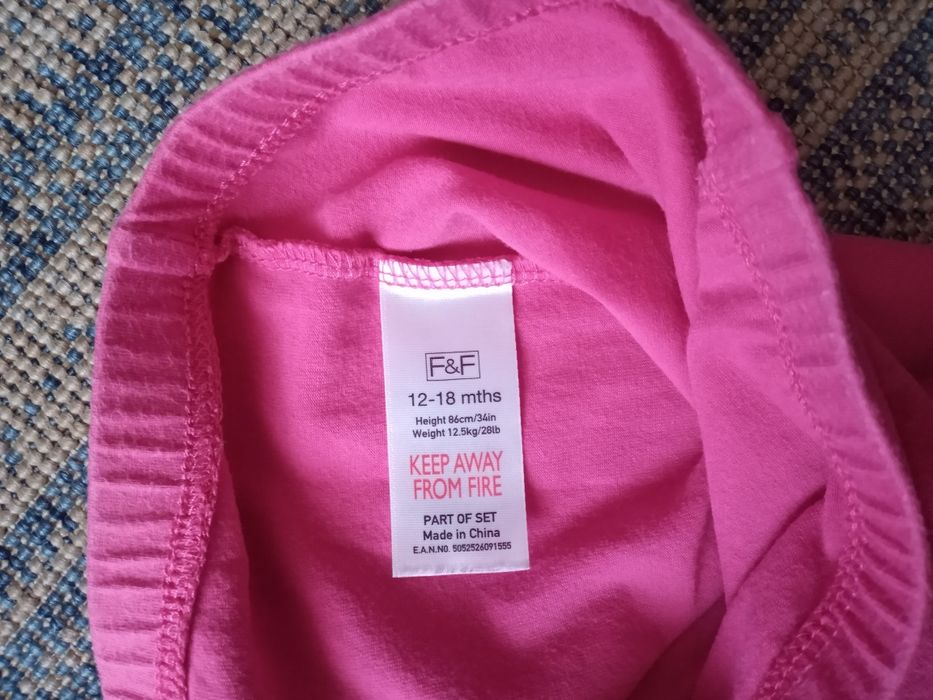 F&F
12-18 mths
Height 86cm/34in
Weight 12.5kg/28lb
KEEP AWAY
FROM FIRE
PART OF SET
Made in China
E.A.N.NO. 5052526091555